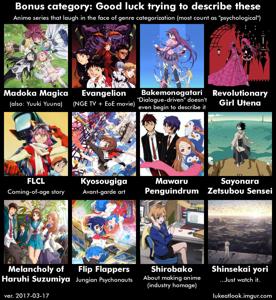 Bonus category: Good luck trying to describe these
Anime series that laugh in the face of genre categorization (most count as "psychological")
Madoka Magica
(also: Yuuki Yuuna)
Evangelion
(NGE TV + EoE movie)
Bakemonogatari
"Dialogue-driven" doesn't
even begin to describe it
Revolutionary
Girl Utena
FLCL
Coming-of-age story
Kyousougiga
Avant-garde art
Mawaru
Penguindrum
Sayonara
Zetsubou Sensei
Melancholy of
Haruhi Suzumiya
Flip Flappers
Jungian Psychonauts
Shirobako
About making anime
(industry homage)
Shinsekai yori
...Just watch it.
ver. 2017-03-17
lukeatlook.imgur.com